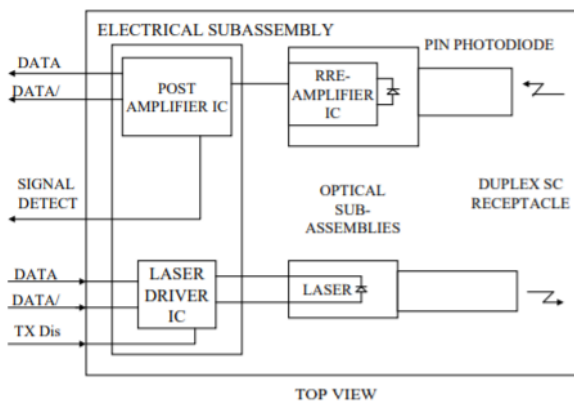 ELECTRICAL SUBASSEMBLY
PIN PHOTODIODE
DATA
DATA/
POST
AMPLIFIER IC
RRE-
AMPLIFIER
IC
SIGNAL
DETECT
OPTICAL
SUB-
ASSEMBLIES
DUPLEX SC
RECEPTACLE
DATA
DATA/
TX Dis
LASER
DRIVER
IC
LASER
TOP VIEW